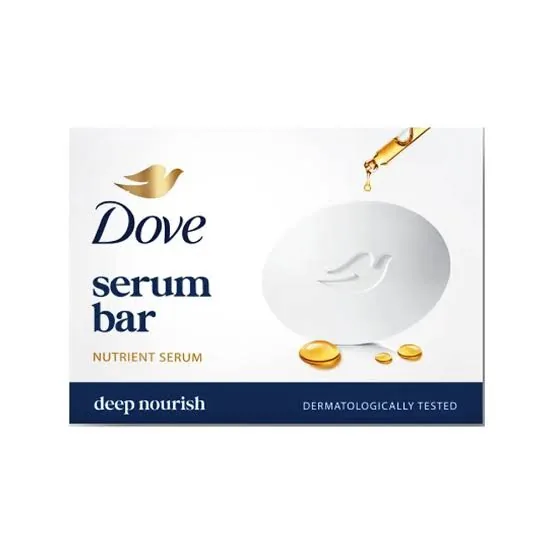 Dove
serum
bar
NUTRIENT SERUM
deep nourish
DERMATOLOGICALLY TESTED